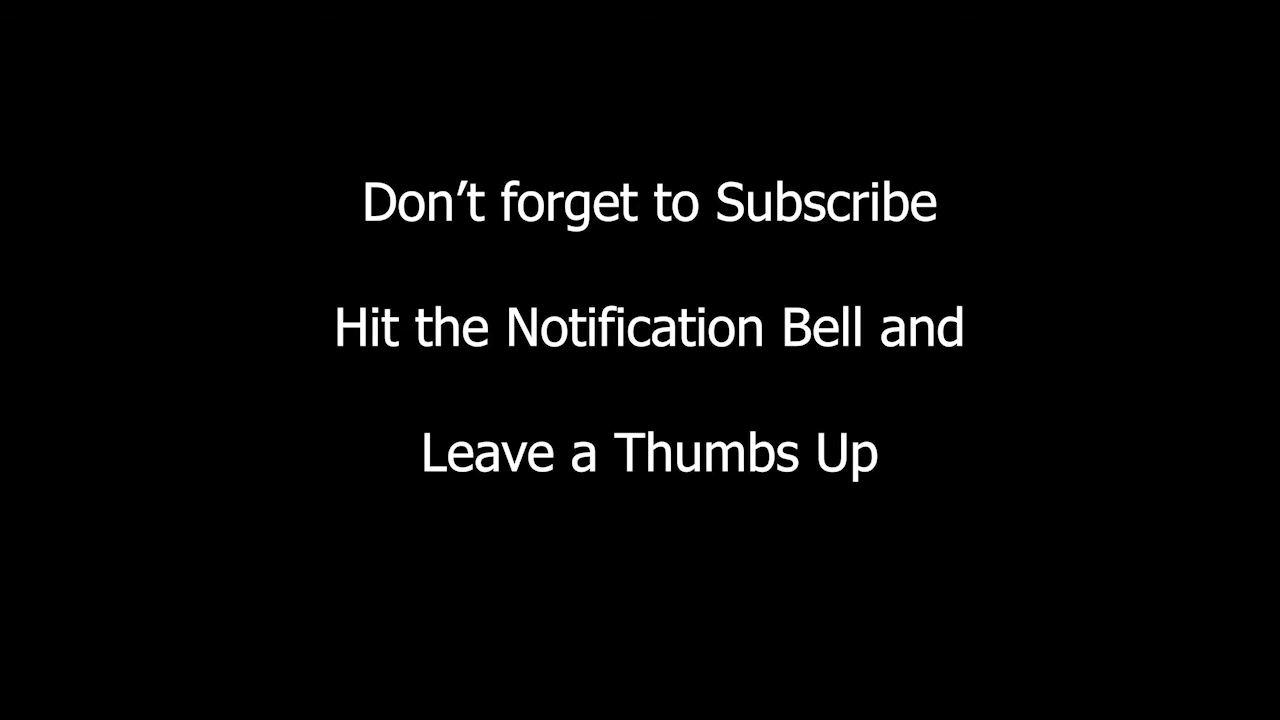 Don’t forget to Subscribe
Hit the Notification Bell and
Leave a Thumbs Up